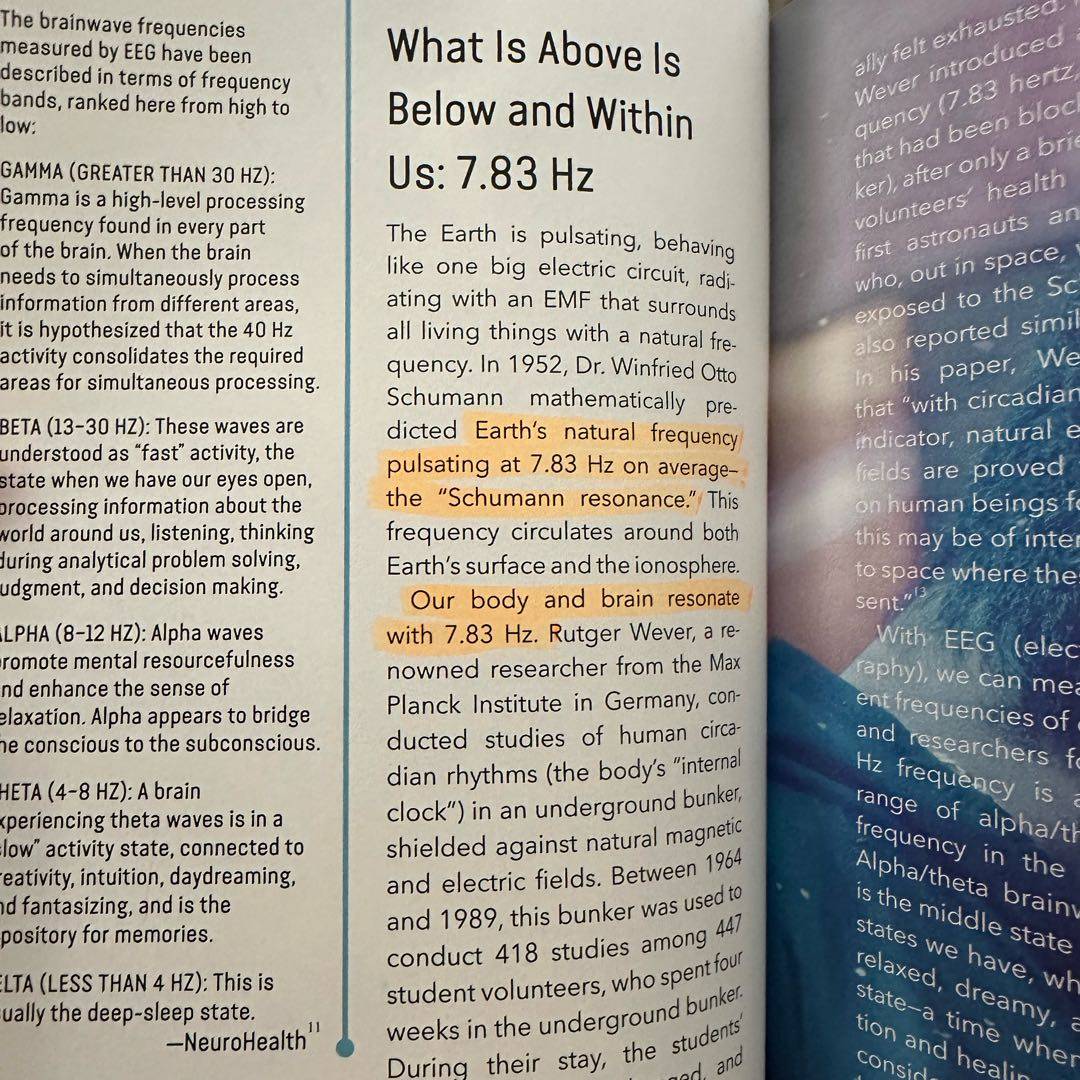 The brainwave frequencies
measured by EEG have been
described in terms of frequency
bands, ranked here from high to
low:
GAMMA (GREATER THAN 30 HZ):
Gamma is a high-level processing
frequency found in every part
of the brain. When the brain
needs to simultaneously process
information from different areas,
it is hypothesized that the 40 Hz
activity consolidates the required
areas for simultaneous processing.
BETA (13–30 HZ): These waves are
understood as “fast” activity, the
state when we have our eyes open,
processing information about the
world around us, listening, thinking
during analytical problem solving,
judgment, and decision making.
ALPHA (8–12 HZ): Alpha waves
promote mental resourcefulness
and enhance the sense of
relaxation. Alpha appears to bridge
the conscious to the subconscious.
THETA (4–8 HZ): A brain
experiencing theta waves is in a
“slow” activity state, connected to
creativity, intuition, daydreaming,
and fantasizing, and is the
repository for memories.
DELTA (LESS THAN 4 HZ): This is
usually the deep-sleep state.
—NeuroHealth11
What Is Above Is
Below and Within
Us: 7.83 Hz
The Earth is pulsating, behaving
like one big electric circuit, radi-
ating with an EMF that surrounds
all living things with a natural fre-
quency. In 1952, Dr. Winfried Otto
Schumann mathematically pre-
dicted Earth’s natural frequency
pulsating at 7.83 Hz on average–
the “Schumann resonance.” This
frequency circulates around both
Earth’s surface and the ionosphere.
Our body and brain resonate
with 7.83 Hz. Rutger Wever, a re-
nowned researcher from the Max
Planck Institute in Germany, con-
ducted studies of human circa-
dian rhythms (the body’s “internal
clock”) in an underground bunker,
shielded against natural magnetic
and electric fields. Between 1964
and 1989, this bunker was used to
conduct 418 studies among 447
student volunteers, who spent four
weeks in the underground bunker.
During their stay, the students’
and
ally felt exhausted.
Wever introduced
quency (7.83 hertz,
that had been
ker), after only a
volunteers’ health
first astronauts
who, out in space,
exposed to the
also reported
In his paper,
that “with circadian
indicator, natural
fields are proved
on human beings
this may be of
to space where
sent.”13
With EEG
raphy), we can
ent frequencies of
and researchers
Hz frequency is
range of
frequency in the
Alpha/theta
is the middle state
states we have,
relaxed, dreamy,
state–a time when
tion and